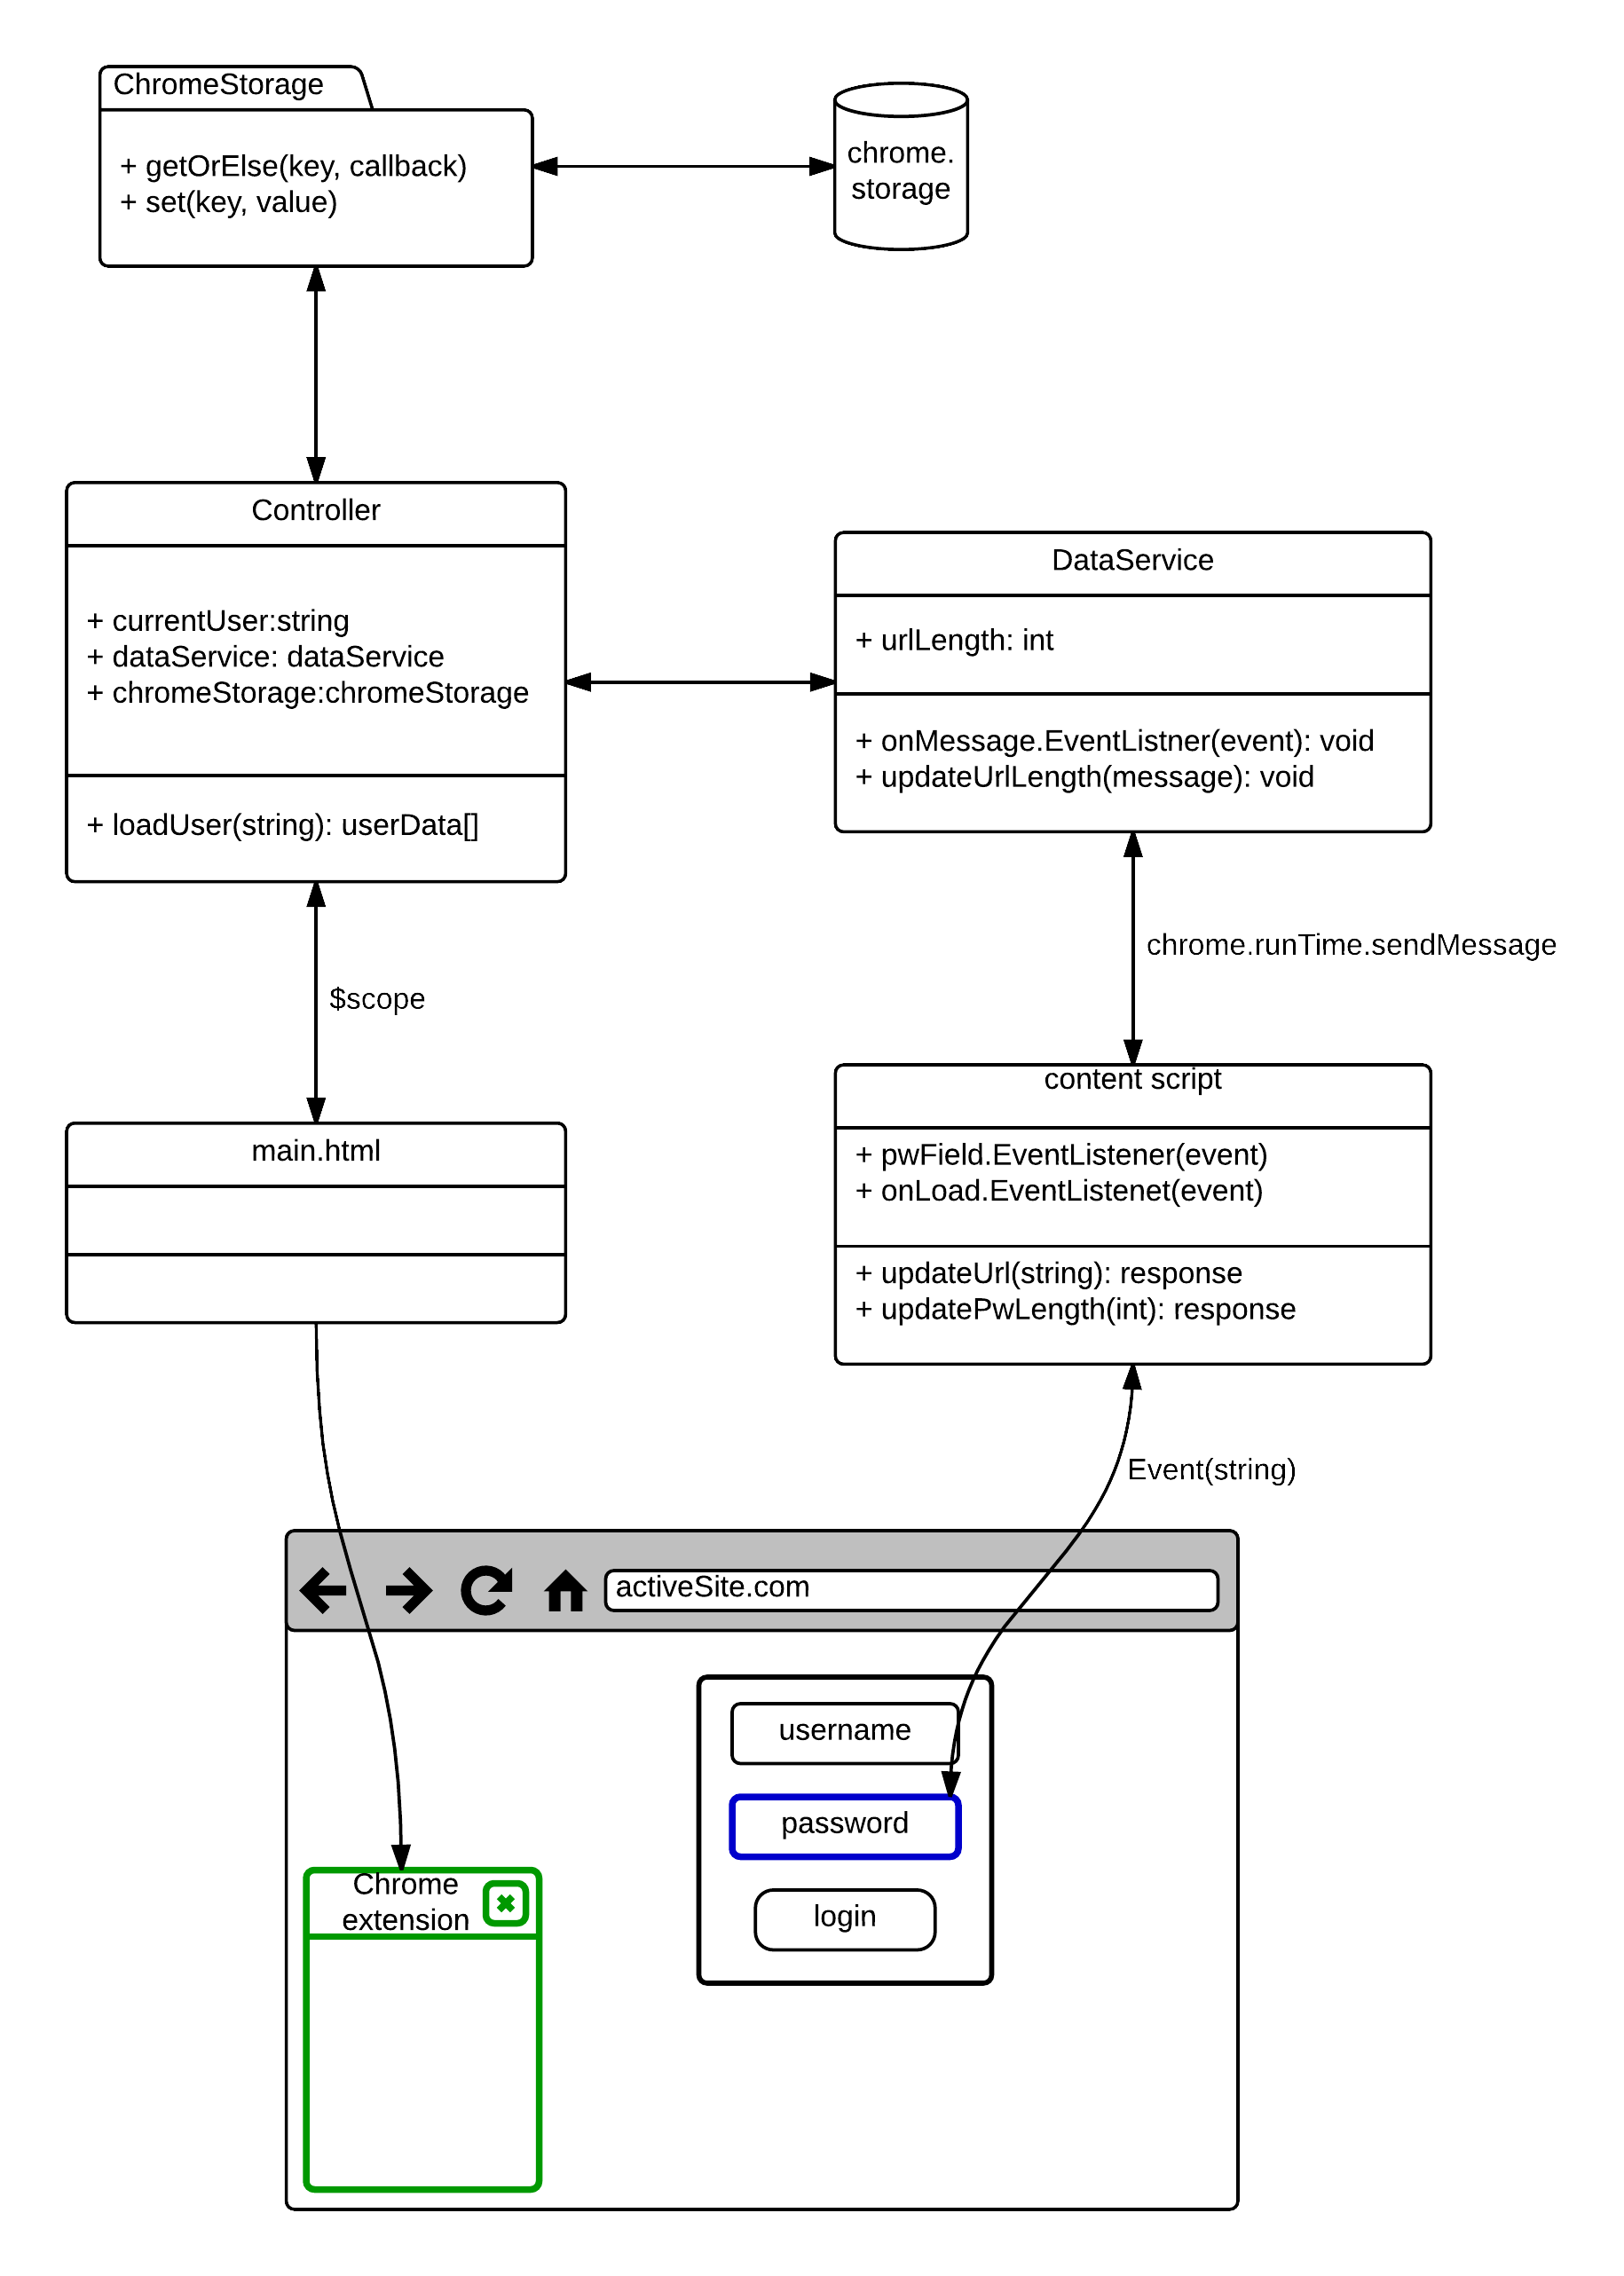 ChromeStorage
+ getOrElse(key, callback)
+ set(key, value)
chrome.
storage
Controller
+ currentUser:string
+ dataService: dataService
+ chromeStorage:chromeStorage
+ loadUser(string): userData[]
DataService
+ urlLength: int
+ onMessage.EventListner(event): void
+ updateUrlLength(message): void
chrome.runTime.sendMessage
$scope
content script
+ pwField.EventListener(event)
+ onLoad.EventListenet(event)
+ updateUrl(string): response
+ updatePwLength(int): response
main.html
Event(string)
activeSite.com
username
password
login
Chrome
extension